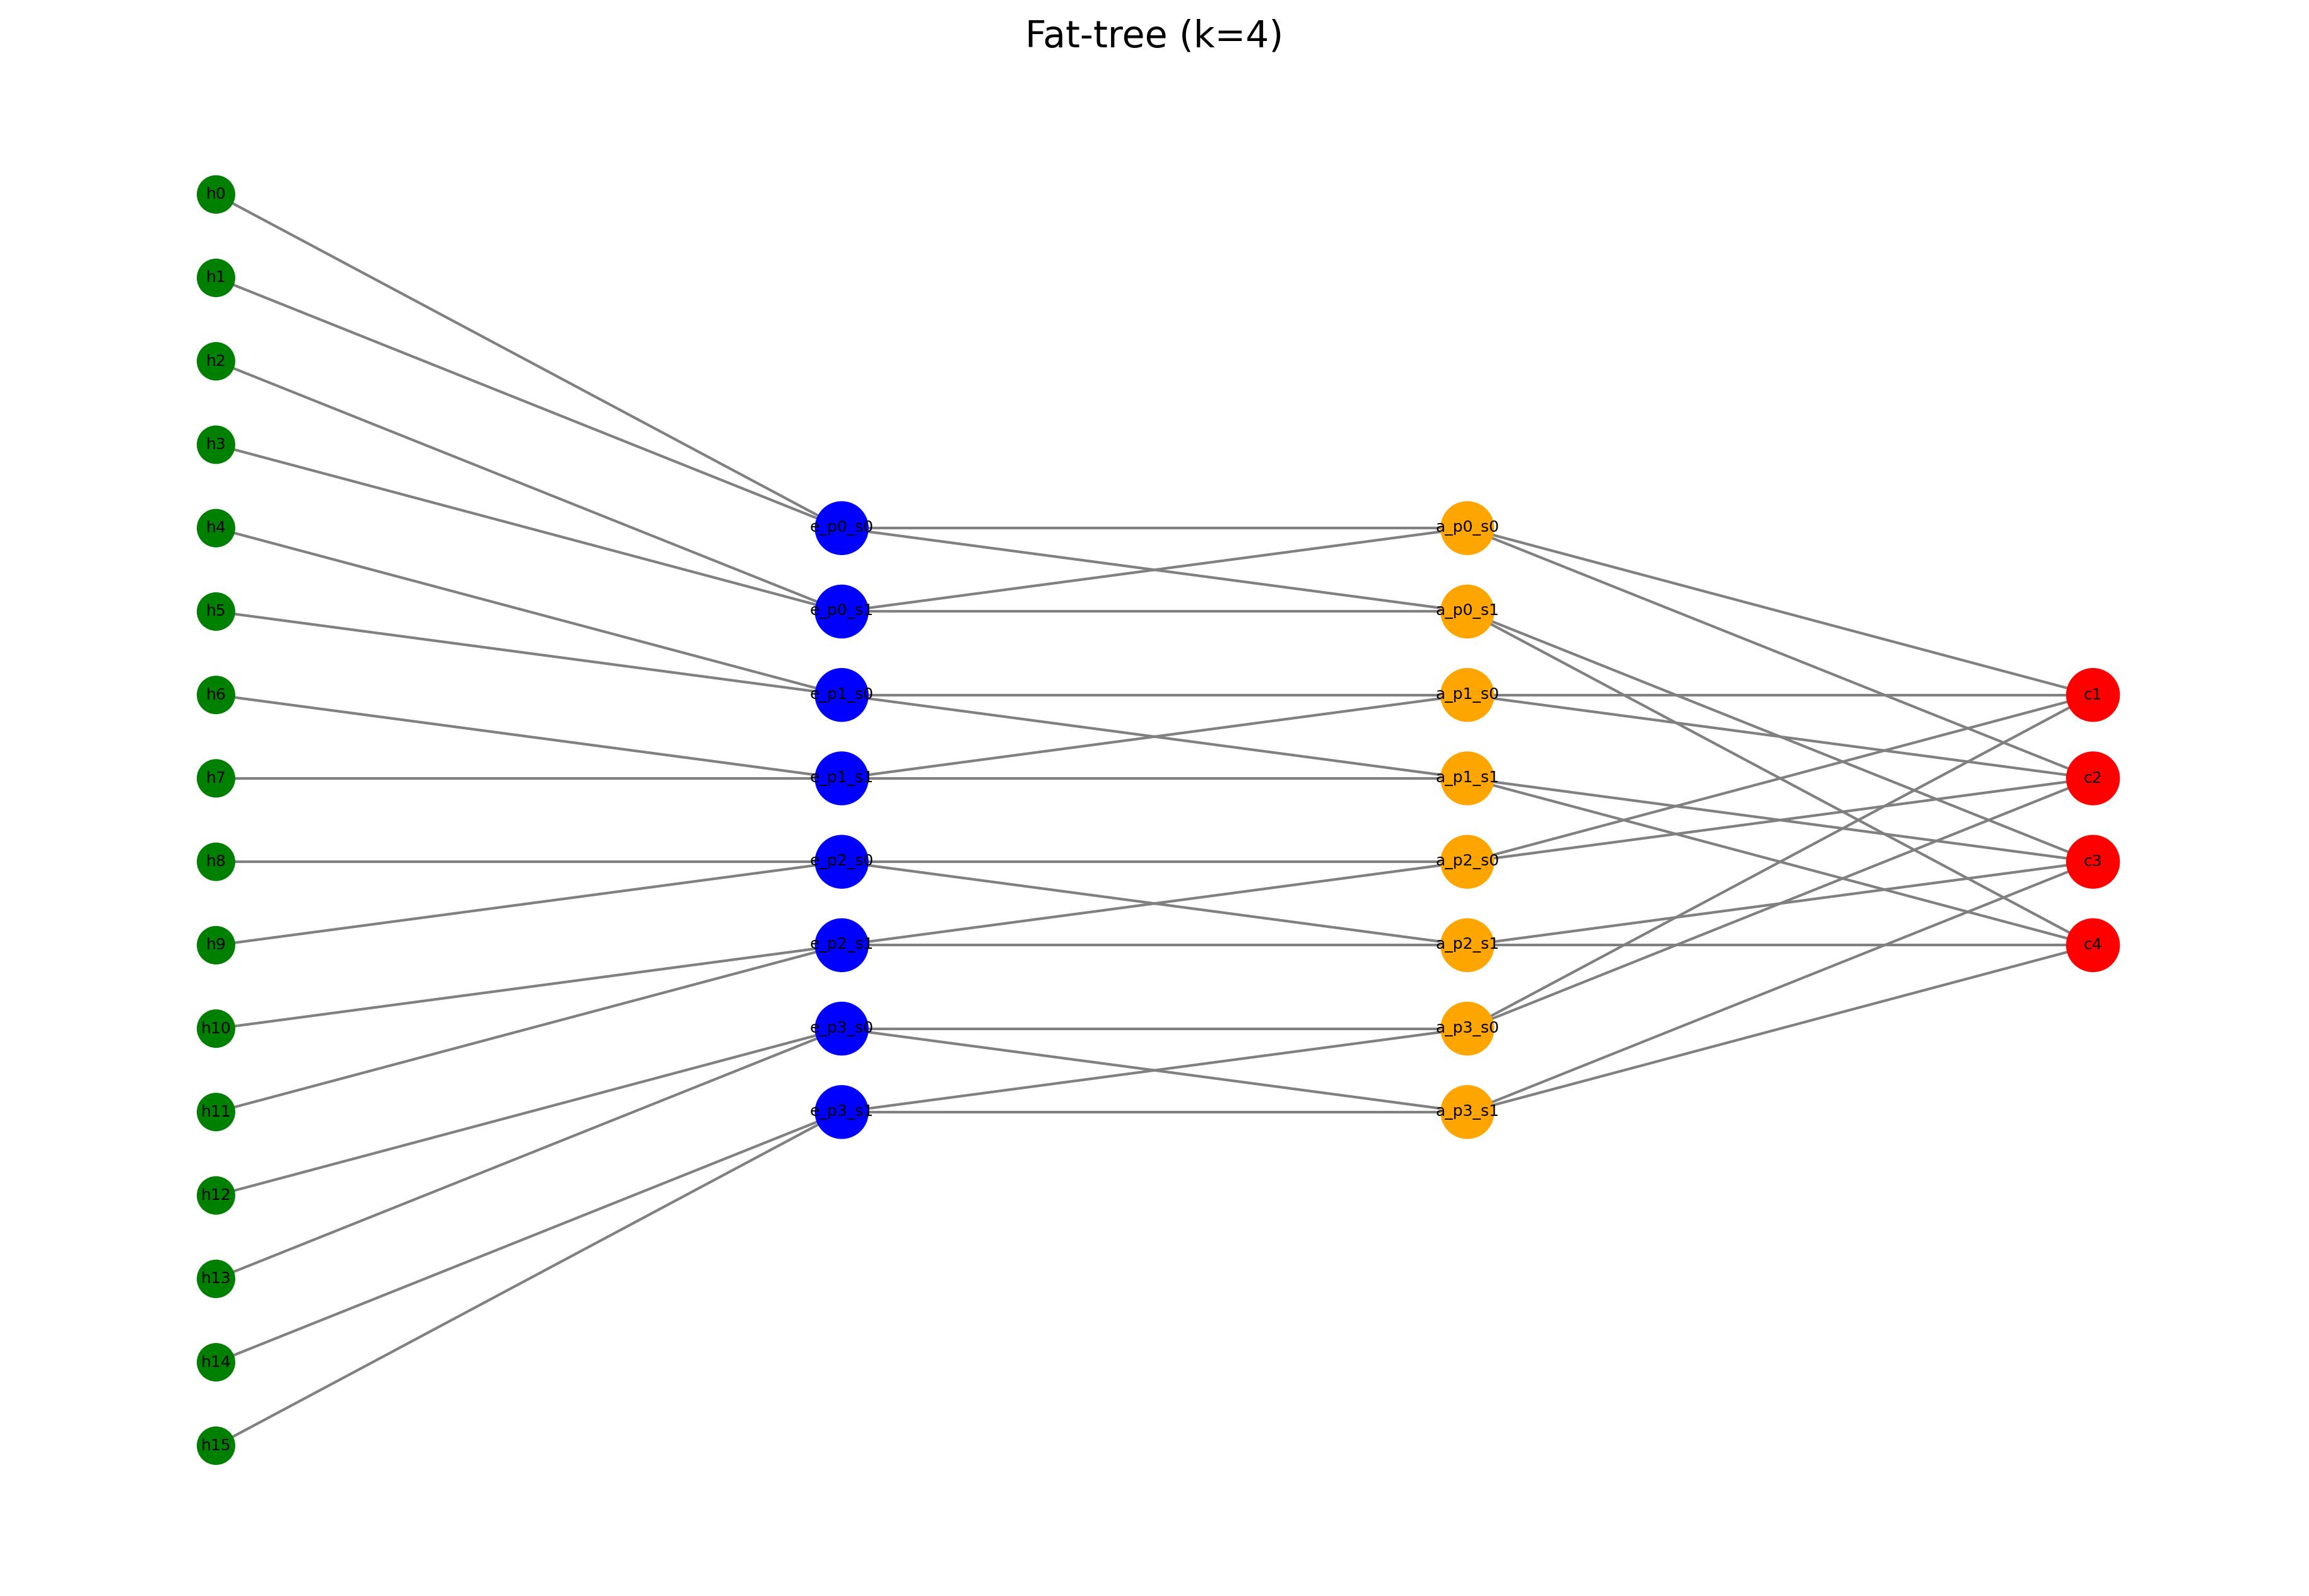 Fat-tree (k=4)
h0
h1
h2
h3
h4
h5
h6
h7
h8
h9
h10
h11
h12
h13
h14
h15
e_p0_s0
e_p0_s1
e_p1_s0
e_p1_s1
e_p2_s0
e_p2_s1
e_p3_s0
e_p3_s1
a_p0_s0
a_p0_s1
a_p1_s0
a_p1_s1
a_p2_s0
a_p2_s1
a_p3_s0
a_p3_s1
c1
c2
c3
c4